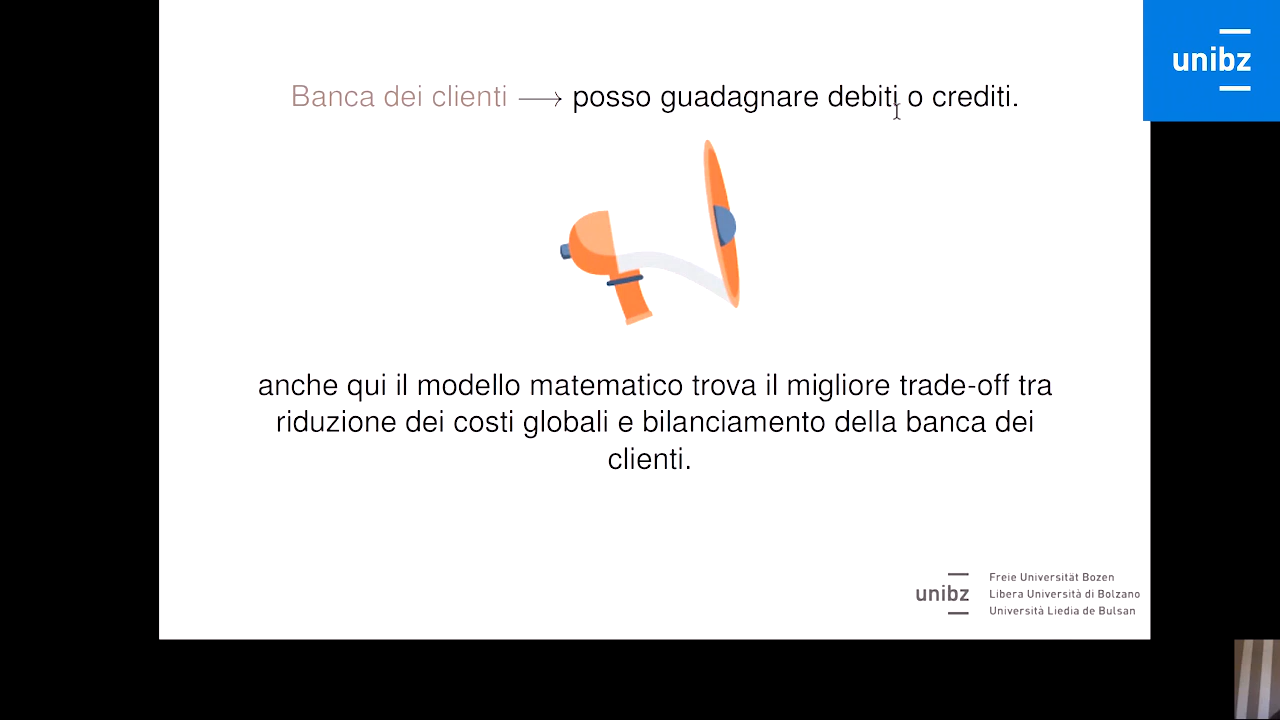 unibz
Banca dei clienti ⟶ posso guadagnare debiti o crediti.
anche qui il modello matematico trova il migliore trade-off tra
riduzione dei costi globali e bilanciamento della banca dei
clienti.
unibz
Freie Universität Bozen
Libera Università di Bolzano
Università Liedia de Bulsan